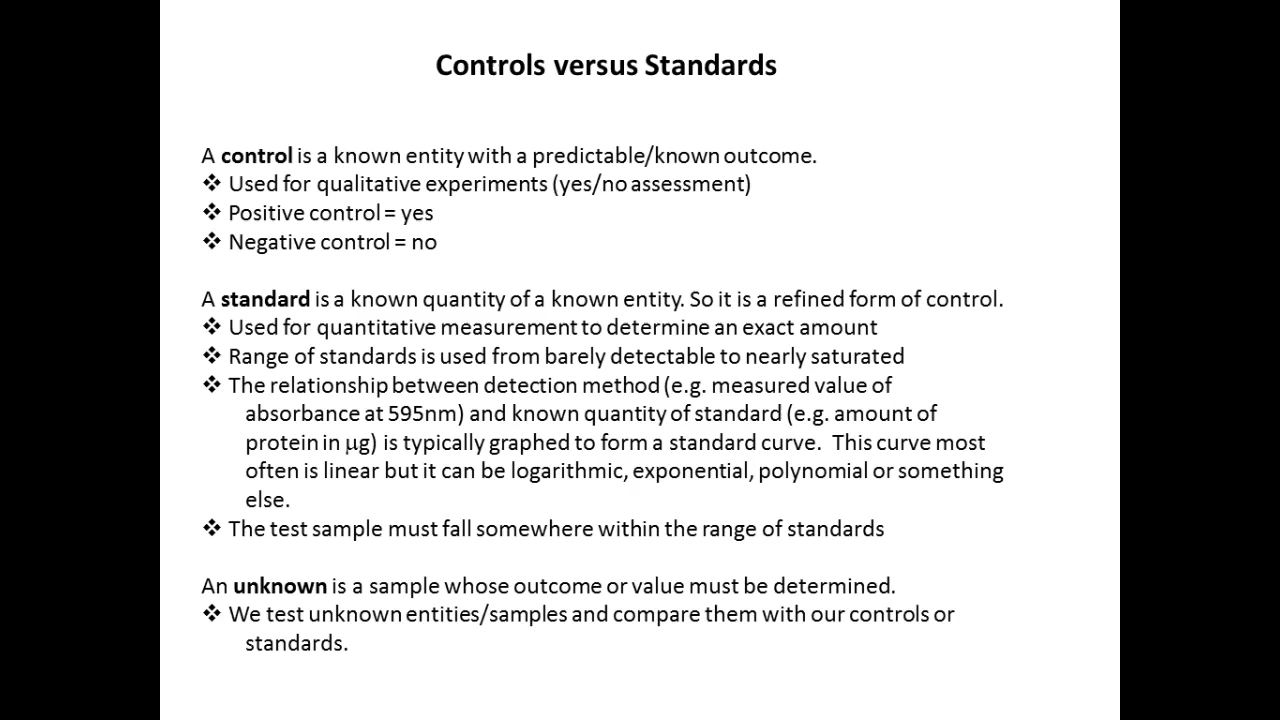 Controls versus Standards
A control is a known entity with a predictable/known outcome.
❖ Used for qualitative experiments (yes/no assessment)
❖ Positive control = yes
❖ Negative control = no
A standard is a known quantity of a known entity. So it is a refined form of control.
❖ Used for quantitative measurement to determine an exact amount
❖ Range of standards is used from barely detectable to nearly saturated
❖ The relationship between detection method (e.g. measured value of
absorbance at 595nm) and known quantity of standard (e.g. amount of
protein in μg) is typically graphed to form a standard curve.  This curve most
often is linear but it can be logarithmic, exponential, polynomial or something
else.
❖ The test sample must fall somewhere within the range of standards
An unknown is a sample whose outcome or value must be determined.
❖ We test unknown entities/samples and compare them with our controls or
standards.